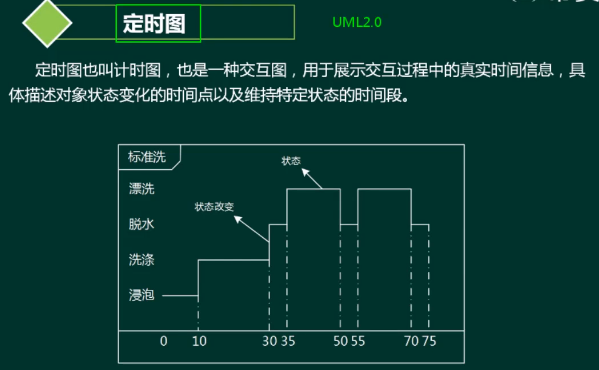 定时图
UML2.0
定时图也叫计时图，也是一种交互图，用于展示交互过程中的真实时间信息，具
体描述对象状态变化的时间点以及维持特定状态的时间段。
标准洗
状态
漂洗
状态改变
脱水
洗涤
浸泡
0 10 30 35 50 55 70 75